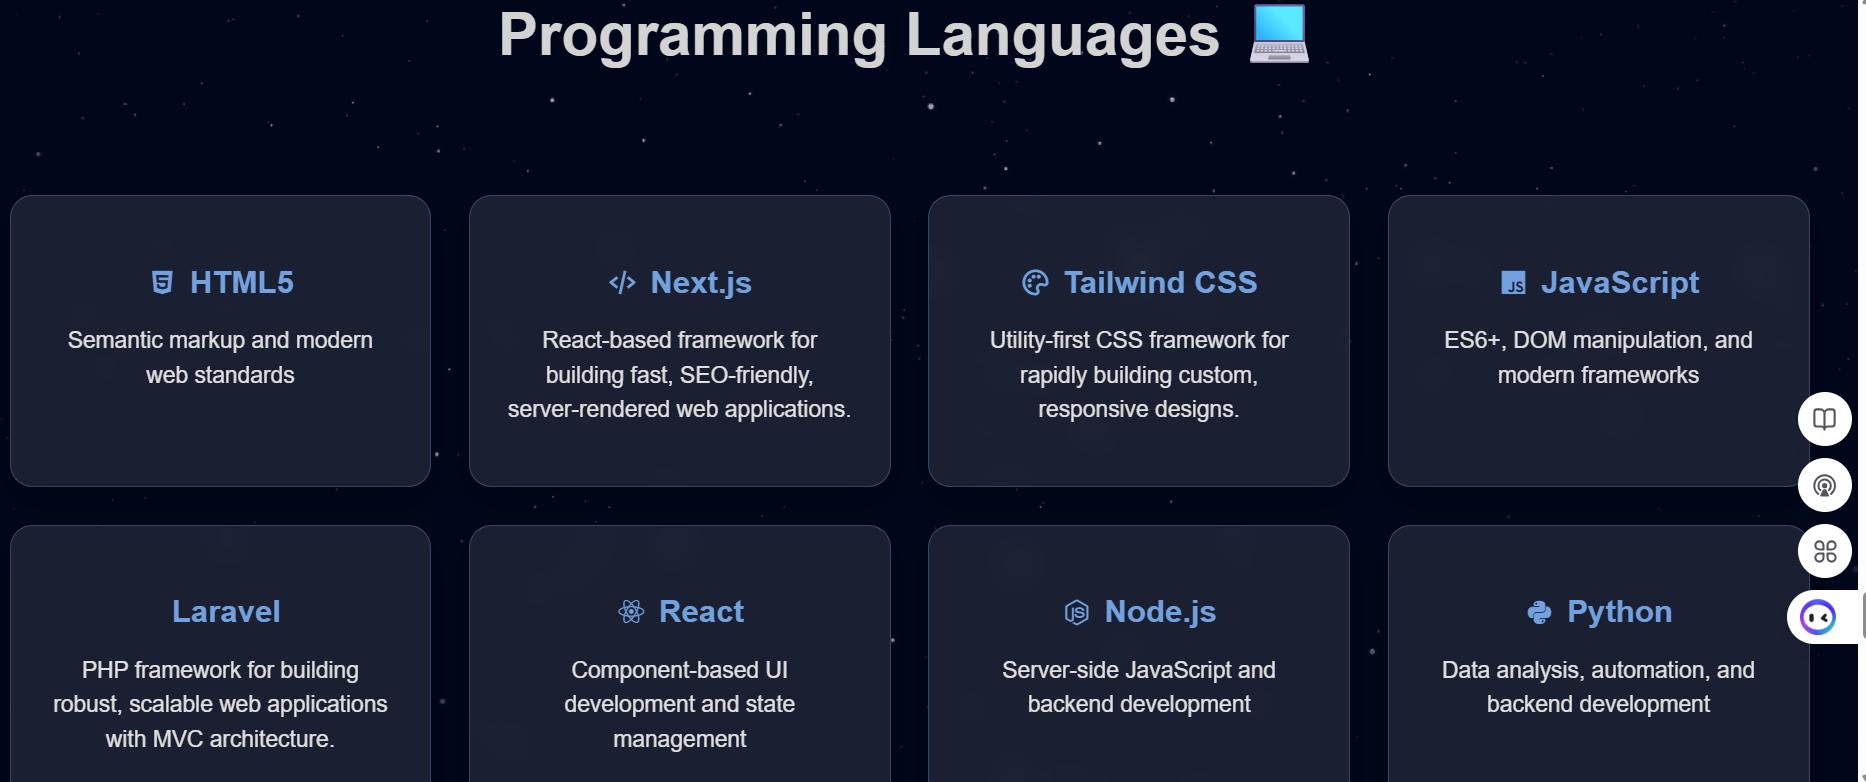 Programming Languages 💻
HTML5
Semantic markup and modern
web standards
Next.js
React-based framework for
building fast, SEO-friendly,
server-rendered web applications.
Tailwind CSS
Utility-first CSS framework for
rapidly building custom,
responsive designs.
JS JavaScript
ES6+, DOM manipulation, and
modern frameworks
Laravel
PHP framework for building
robust, scalable web applications
with MVC architecture.
React
Component-based UI
development and state
management
JS Node.js
Server-side JavaScript and
backend development
Python
Data analysis, automation, and
backend development